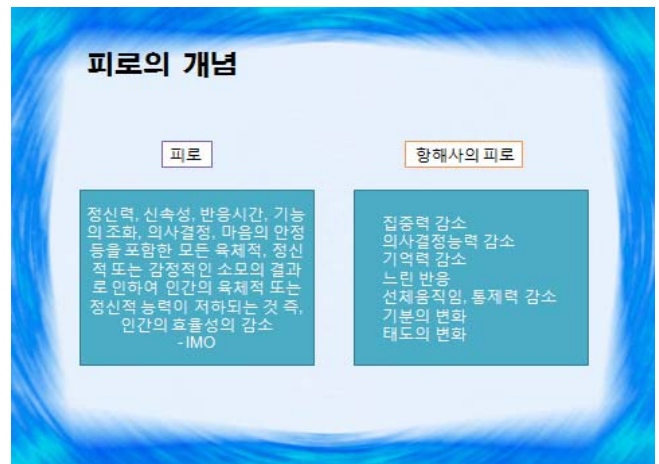 피로의 개념
피로
정신력, 신속성, 반응시간, 기능
의 조화, 의사결정, 마음의 안정
등을 포함한 모든 육체적, 정신
적 또는 감정적인 소모의 결과
로 인하여 인간의 육체적 또는
정신적 능력이 저하되는 것 즉,
인간의 효율성의 감소
-IMO
항해사의 피로
집중력 감소
의사결정능력 감소
기억력 감소
느린 반응
선체움직임, 통제력 감소
기분의 변화
태도의 변화